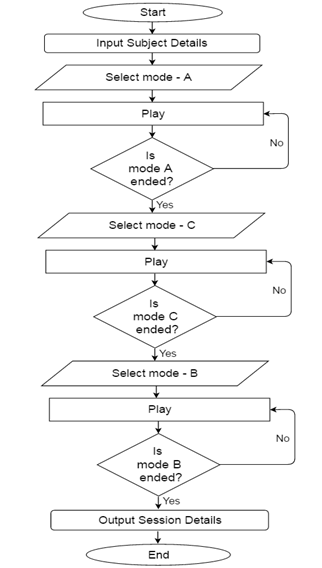 Start
Input Subject Details
Select mode - A
Play
No
Is
mode A
ended?
Yes
Select mode - C
Play
No
Is
mode C
ended?
Yes
Select mode - B
Play
No
Is
mode B
ended?
Yes
Output Session Details
End